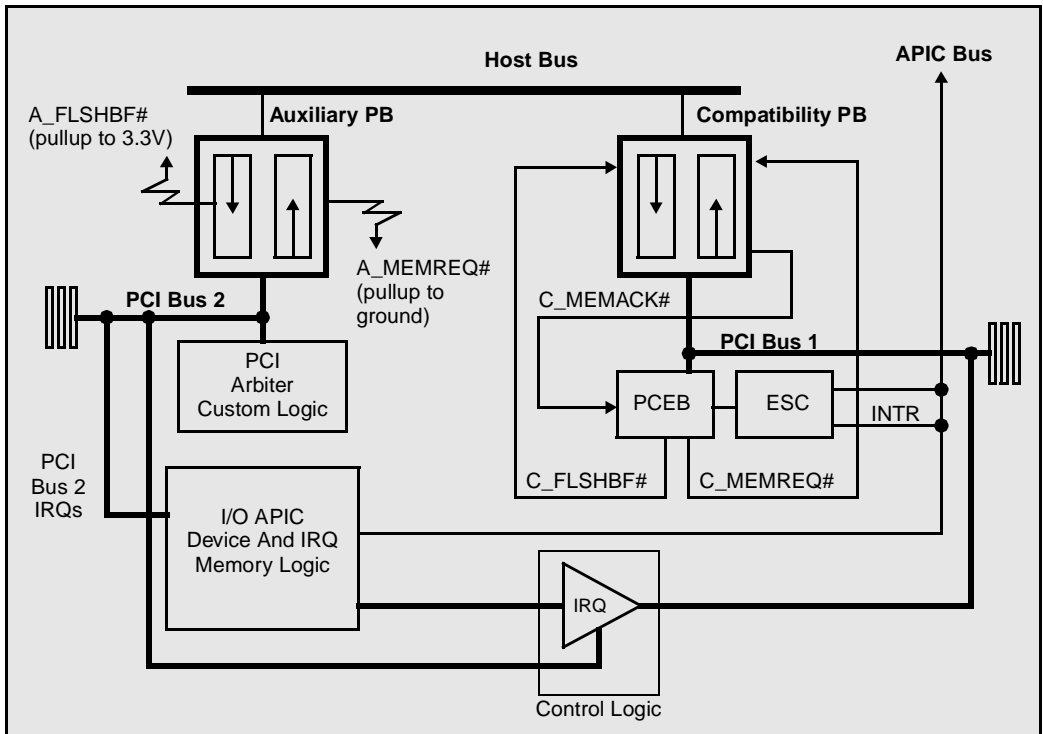 Host Bus
APIC Bus
A_FLSHBF#
(pullup to 3.3V)
Auxiliary PB
Compatibility PB
A_MEMREQ#
(pullup to
ground)
C_MEMACK#
PCI Bus 2
PCI Bus 1
PCI
Arbiter
Custom Logic
PCEB
ESC
INTR
C_FLSHBF#
C_MEMREQ#
PCI
Bus 2
IRQs
I/O APIC
Device And IRQ
Memory Logic
IRQ
Control Logic